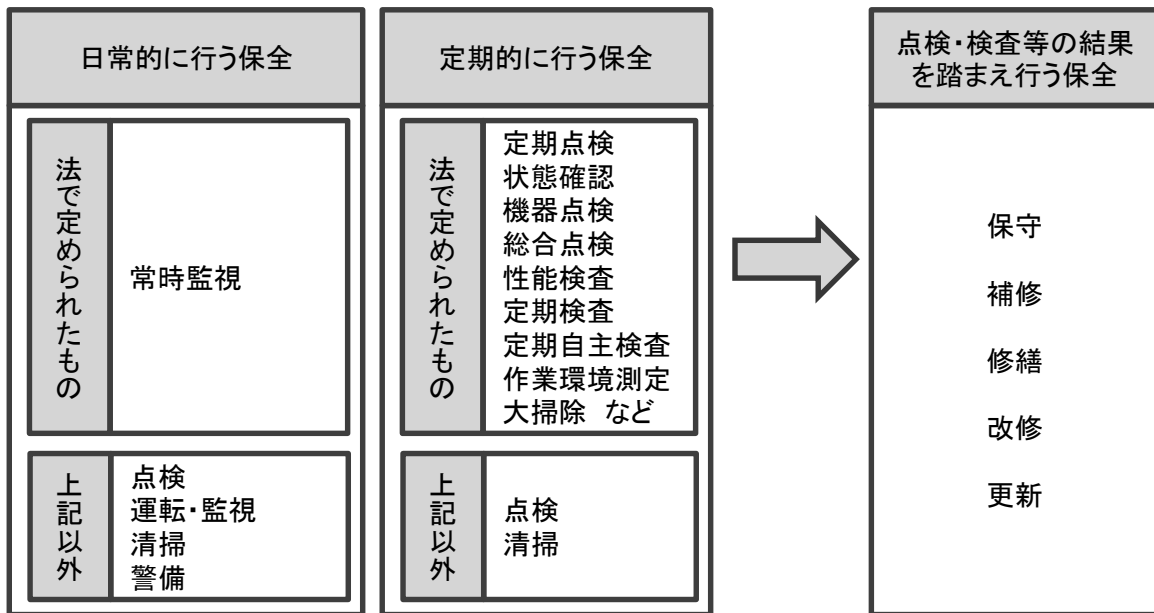 日常的に行う保全
法で定められたもの
常時監視
上記以外
点検
運転・監視
清掃
警備
定期的に行う保全
法で定められたもの
定期点検
状態確認
機器点検
総合点検
性能検査
定期検査
定期自主検査
作業環境測定
大掃除　など
上記以外
点検
清掃
点検・検査等の結果
を踏まえ行う保全
保守
補修
修繕
改修
更新